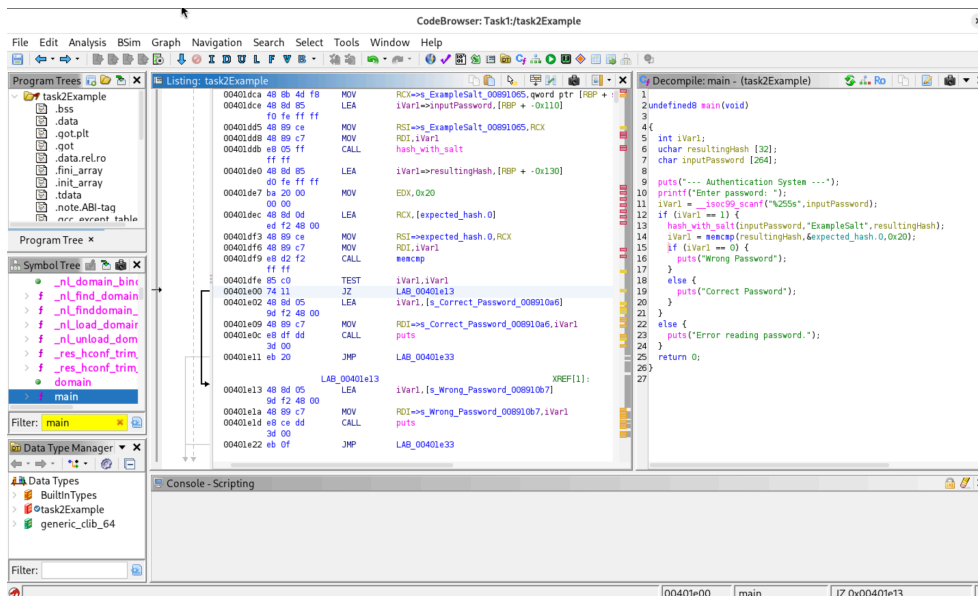 CodeBrowser: Task1:/task2Example
File Edit Analysis BSim Graph Navigation Search Select Tools Window Help
I D U L F V B
Program Trees
task2Example
.bss
.data
.got.plt
.got
.data.rel.ro
.fini_array
.init_array
.tdata
.note.ABI-tag
.gcc_except_table
Program Tree ×
Symbol Tree
_nl_domain_bind
f _nl_find_domain
f _nl_finddomain_
f _nl_load_domain
f _nl_unload_dom
f _res_hconf_trim_
f _res_hconf_trim_
domain
f main
Filter: main
Data Type Manager
Data Types
BuiltInTypes
task2Example
generic_clib_64
Filter:
Listing: task2Example
00401dca 48 8b 4d f8 MOV RCX=>s_ExampleSalt_00891065,qword ptr [RBP +
00401dce 48 8d 85 LEA iVar1=>inputPassword,[RBP + -0x110]
f0 fe ff ff
00401dd5 48 89 ce MOV RSI=>s_ExampleSalt_00891065,RCX
00401dd8 48 89 c7 MOV RDI,iVar1
00401ddb e8 05 ff CALL hash_with_salt
ff ff
00401de0 48 8d 85 LEA iVar1=>resultingHash,[RBP + -0x130]
d0 fe ff ff
00401de7 ba 20 00 MOV EDX,0x20
00 00
00401dec 48 8d 0d LEA RCX,[expected_hash.0]
ed f2 48 00
00401df3 48 89 ce MOV RSI=>expected_hash.0,RCX
00401df6 48 89 c7 MOV RDI,iVar1
00401df9 e8 d2 f2 CALL memcmp
ff ff
00401dfe 85 c0 TEST iVar1,iVar1
00401e00 74 11 JZ LAB_00401e13
00401e02 48 8d 05 LEA iVar1,[s_Correct_Password_008910a6]
9d f2 48 00
00401e09 48 89 c7 MOV RDI=>s_Correct_Password_008910a6,iVar1
00401e0c e8 df dd CALL puts
3d 00
00401e11 eb 20 JMP LAB_00401e33
LAB_00401e13 XREF[1]:
00401e13 48 8d 05 LEA iVar1,[s_Wrong_Password_008910b7]
9d f2 48 00
00401e1a 48 89 c7 MOV RDI=>s_Wrong_Password_008910b7,iVar1
00401e1d e8 ce dd CALL puts
3d 00
00401e22 eb 0f JMP LAB_00401e33
Decompile: main - (task2Example)
Ro
1
2 undefined8 main(void)
3
4 {
5 int iVar1;
6 uchar resultingHash [32];
7 char inputPassword [264];
8
9 puts("--- Authentication System ---");
10 printf("Enter password: ");
11 iVar1 = __isoc99_scanf("%255s",inputPassword);
12 if (iVar1 == 1) {
13 hash_with_salt(inputPassword,"ExampleSalt",resultingHash);
14 iVar1 = memcmp(resultingHash,&expected_hash.0,0x20);
15 if (iVar1 == 0) {
16 puts("Wrong Password");
17 }
18 else {
19 puts("Correct Password");
20 }
21 }
22 else {
23 puts("Error reading password.");
24 }
25 return 0;
26 }
27
Console - Scripting
00401e00 main JZ 0x00401e13